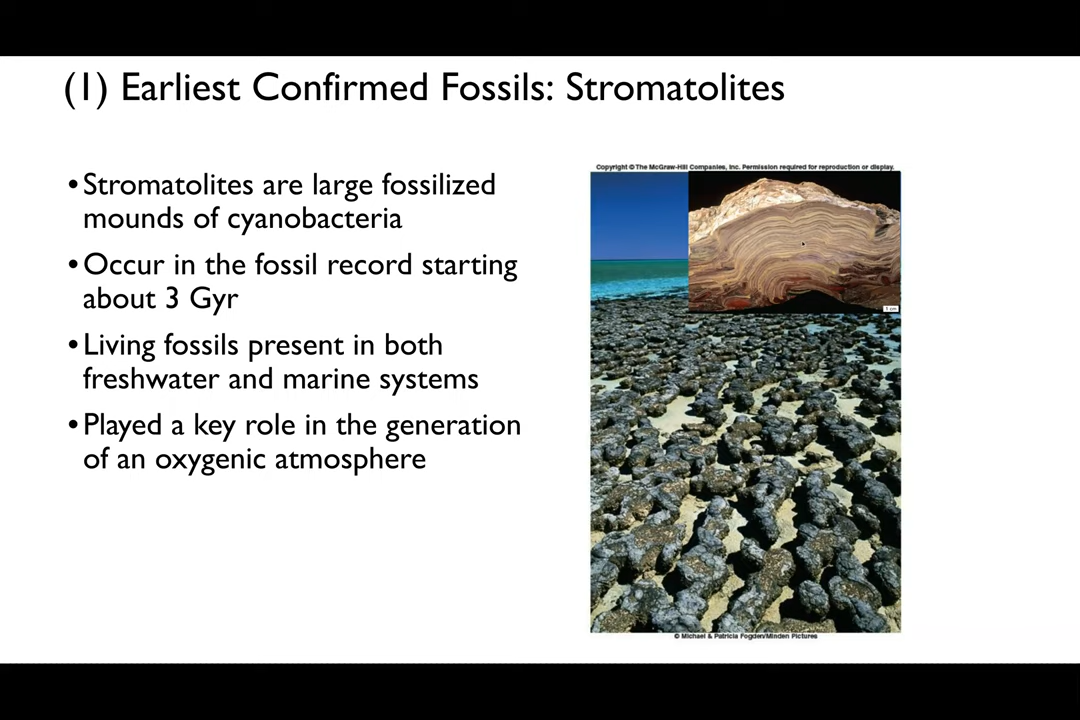 (1) Earliest Confirmed Fossils: Stromatolites
•Stromatolites are large fossilized
mounds of cyanobacteria
•Occur in the fossil record starting
about 3 Gyr
•Living fossils present in both
freshwater and marine systems
•Played a key role in the generation
of an oxygenic atmosphere
Copyright © The McGraw-Hill Companies, Inc. Permission required for reproduction or display.
1 cm
© Michael & Patricia Fogden/Minden Pictures